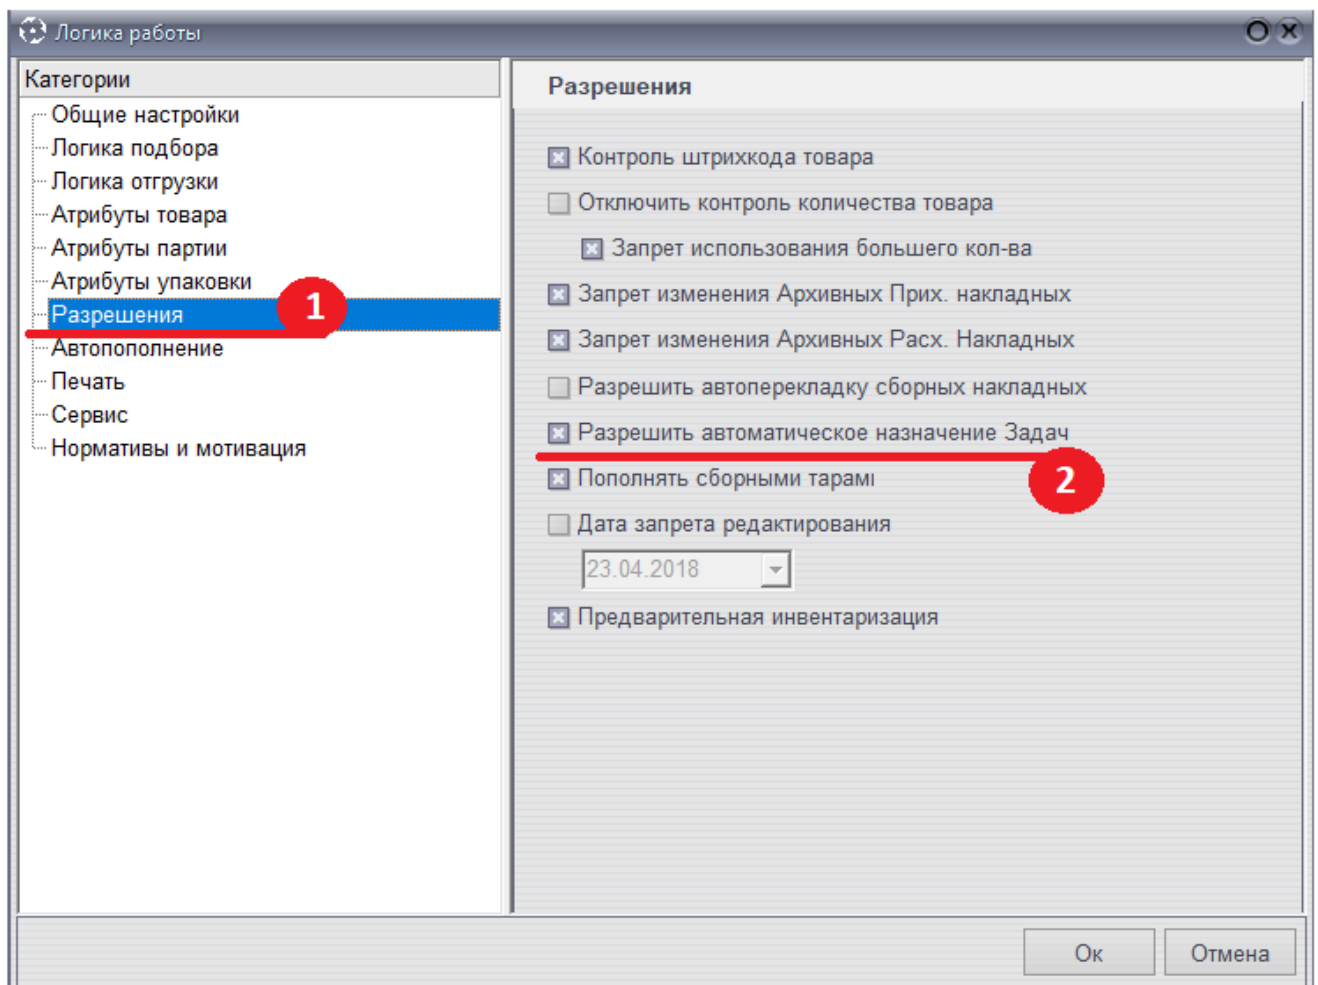 Логика работы
Категории
Общие настройки
Логика подбора
Логика отгрузки
Атрибуты товара
Атрибуты партии
Атрибуты упаковки
Разрешения
1
Автопополнение
Печать
Сервис
Нормативы и мотивация
Разрешения
Контроль штрихкода товара
Отключить контроль количества товара
Запрет использования большего кол-ва
Запрет изменения Архивных Прих. накладных
Запрет изменения Архивных Расх. Накладных
Разрешить автоперекладку сборных накладных
Разрешить автоматическое назначение Задач
2
Пополнять сборными тарами
Дата запрета редактирования
23.04.2018
Предварительная инвентаризация
Ок
Отмена